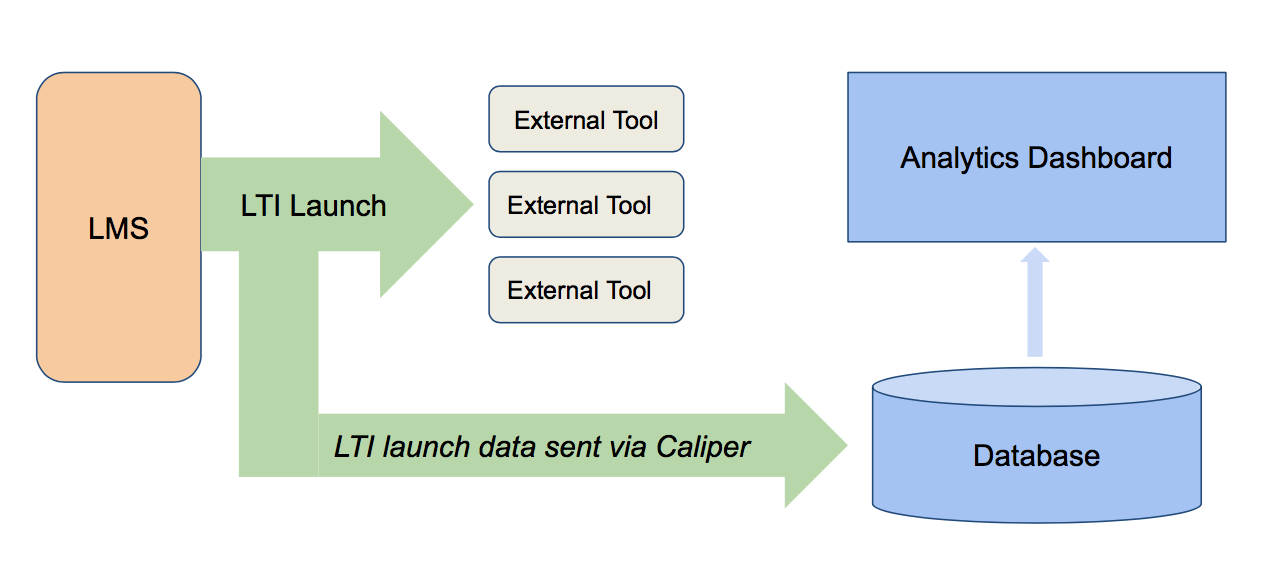 LMS
LTI Launch
External Tool
External Tool
External Tool
Analytics Dashboard
LTI launch data sent via Caliper
Database